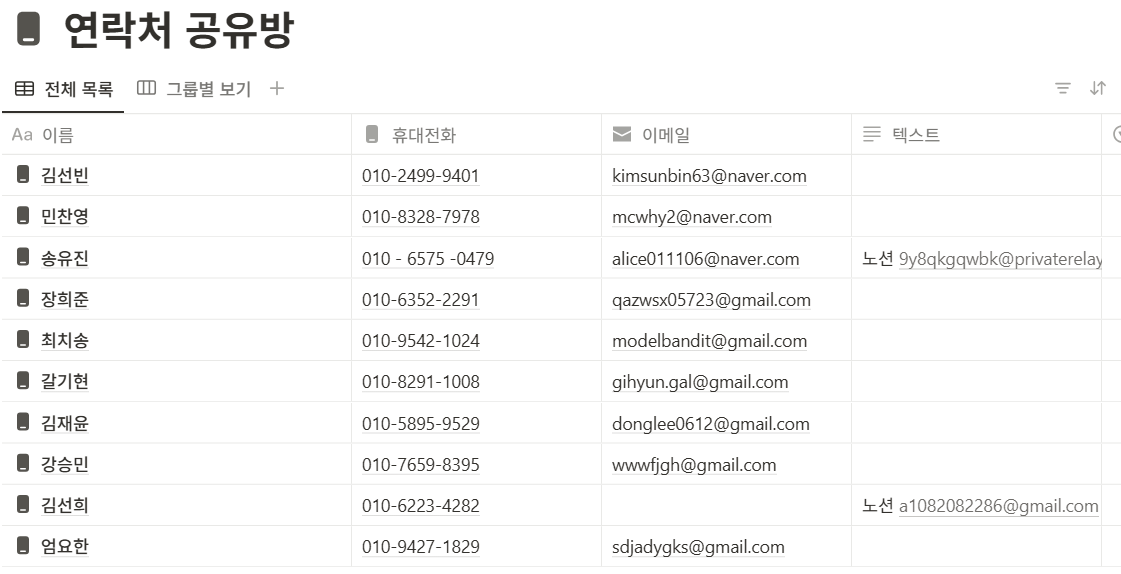 연락처 공유방
전체 목록 그룹별 보기
Aa 이름 휴대전화 이메일 텍스트
김선빈 010-2499-9401 kimsunbin63@naver.com
민찬영 010-8328-7978 mcwhy2@naver.com
송유진 010 - 6575 -0479 alice011106@naver.com 노션 9y8qkgqwbk@privaterelay
장희준 010-6352-2291 qazwsx05723@gmail.com
최치송 010-9542-1024 modelbandit@gmail.com
갈기현 010-8291-1008 gihyun.gal@gmail.com
김재윤 010-5895-9529 donglee0612@gmail.com
강승민 010-7659-8395 wwwfjgh@gmail.com
김선희 010-6223-4282 노션 a1082082286@gmail.com
엄요한 010-9427-1829 sdjadygks@gmail.com